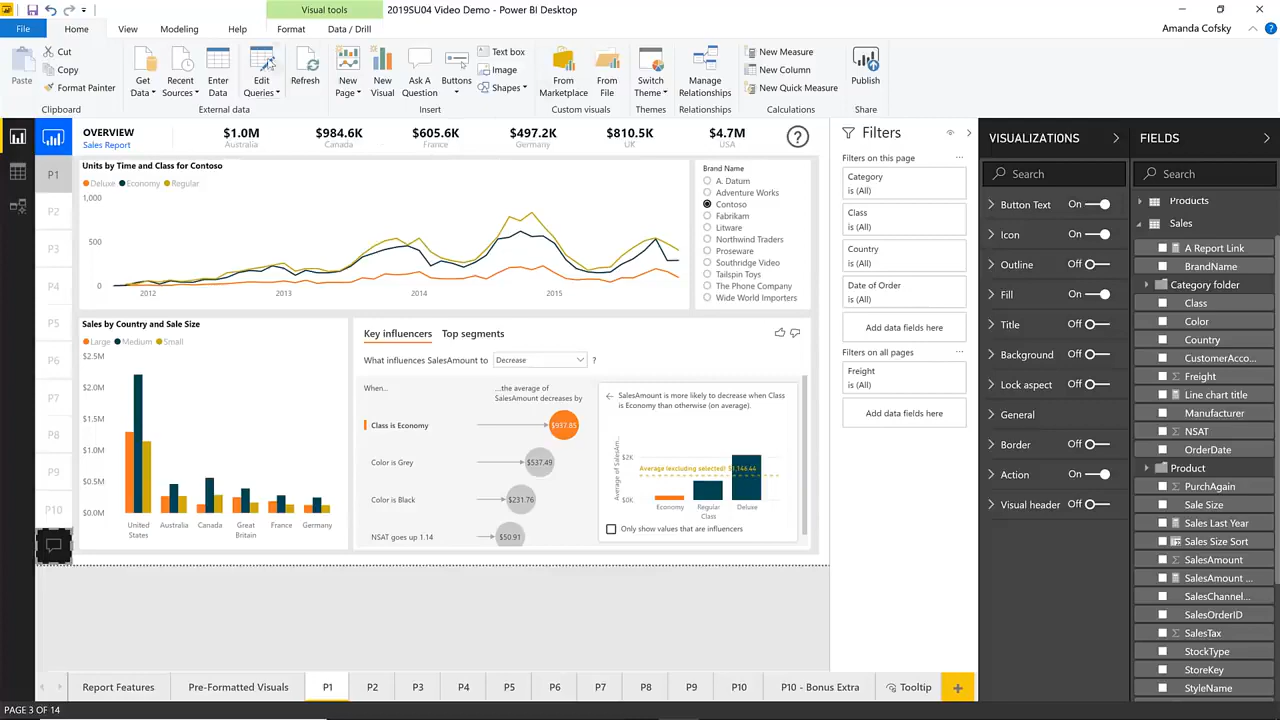 Visual tools
2019SU04 Video Demo - Power BI Desktop
File
Home
View
Modeling
Help
Format
Data / Drill
Amanda Cofsky
Paste
Cut
Copy
Format Painter
Clipboard
Get
Data
Recent
Sources
Enter
Data
Edit
Queries
Refresh
External data
New
Page
New
Visual
Ask A
Question
Buttons
Text box
Image
Shapes
Insert
From
Marketplace
From
File
Custom visuals
Switch
Theme
Themes
Manage
Relationships
Relationships
New Measure
New Column
New Quick Measure
Calculations
Publish
Share
OVERVIEW
Sales Report
$1.0M
Australia
$984.6K
Canada
$605.6K
France
$497.2K
Germany
$810.5K
UK
$4.7M
USA
?
P1
P2
P3
P4
P5
P6
P7
P8
P9
P10
Units by Time and Class for Contoso
Deluxe Economy Regular
1,000
500
0
2012 2013 2014 2015
Brand Name
A. Datum
Adventure Works
Contoso
Fabrikam
Litware
Northwind Traders
Proseware
Southridge Video
Tailspin Toys
The Phone Company
Wide World Importers
Sales by Country and Sale Size
Large Medium Small
$2.5M
$2.0M
$1.5M
$1.0M
$0.5M
$0.0M
United
States
Australia
Canada
Great
Britain
France
Germany
Key influencers
Top segments
What influences SalesAmount to
Decrease
?
When...
...the average of
SalesAmount decreases by
Class is Economy
$937.85
Color is Grey
$537.49
Color is Black
$231.76
NSAT goes up 1.14
$50.91
SalesAmount is more likely to decrease when Class
is Economy than otherwise (on average).
Average of SalesAm...
$2K
$0K
Average (excluding selected): $1,146.44
Economy Regular Deluxe
Class
Only show values that are influencers
Filters
Filters on this page
...
Category
is (All)
Class
is (All)
Country
is (All)
Date of Order
is (All)
Add data fields here
Filters on all pages
...
Freight
is (All)
Add data fields here
VISUALIZATIONS
Search
Button Text On
Icon On
Outline Off
Fill On
Title Off
Background Off
Lock aspect Off
General
Border Off
Action On
Visual header Off
FIELDS
Search
Products
Sales
A Report Link
BrandName
Category folder
Class
Color
Country
CustomerAcco...
Freight
Line chart title
Manufacturer
NSAT
OrderDate
Product
PurchAgain
Sale Size
Sales Last Year
Sales Size Sort
SalesAmount
SalesAmount ...
SalesChannel...
SalesOrderID
SalesTax
StockType
StoreKey
StyleName
Report Features
Pre-Formatted Visuals
P1
P2
P3
P4
P5
P6
P7
P8
P9
P10
P10 - Bonus Extra
Tooltip
+
PAGE 3 OF 14